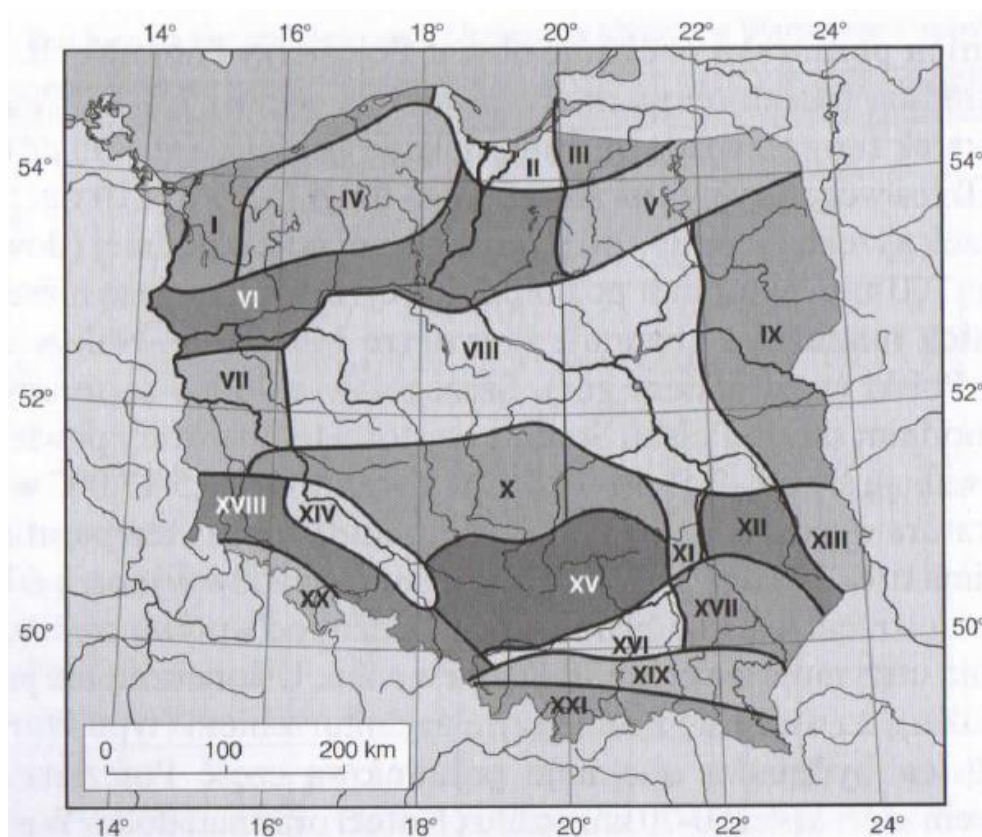 14° 16° 18° 20° 22° 24°
54° II III 54°
I IV V
VI
VIII IX
VII
52° 52°
X
XVIII XIV XI XII XIII
XV
XX XVII
50° XVI 50°
XIX
XXI
0 100 200 km
14° 16° 18° 20° 22° 24°